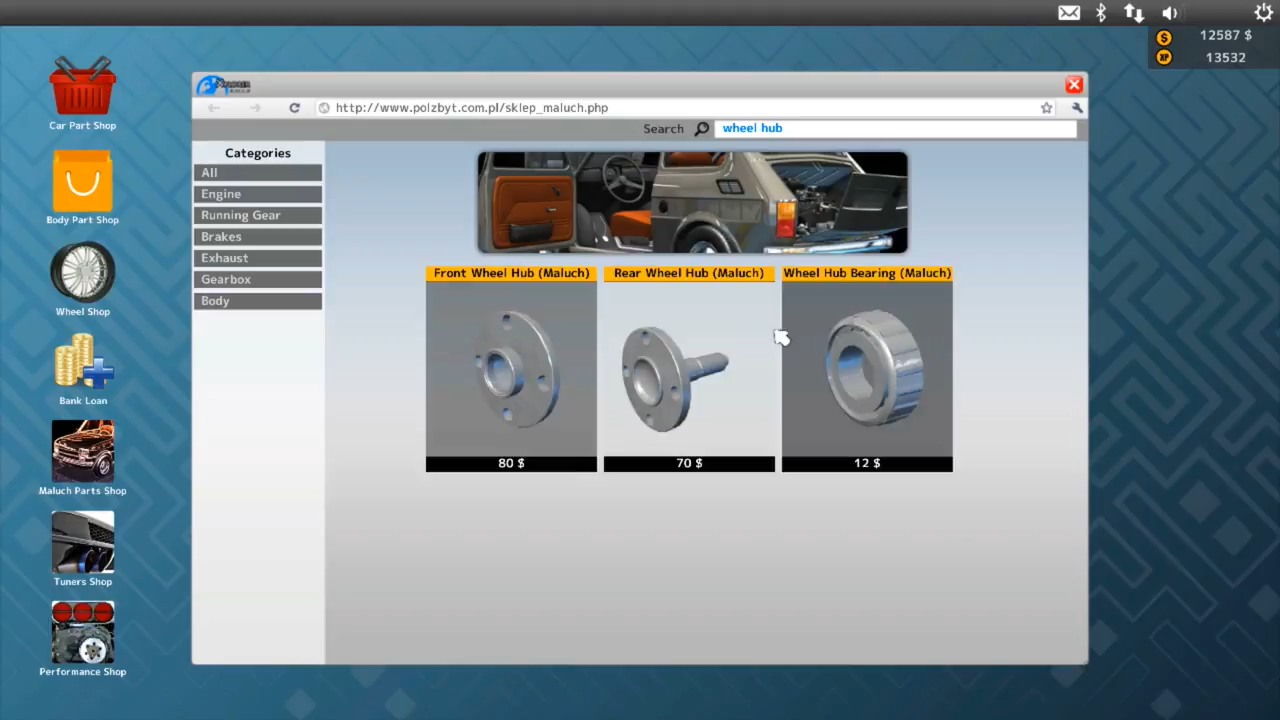 12587 $
13532
Car Part Shop
Body Part Shop
Wheel Shop
Bank Loan
Maluch Parts Shop
Tuners Shop
Performance Shop
http://www.polzbyt.com.pl/sklep_maluch.php
Search wheel hub
Categories
All
Engine
Running Gear
Brakes
Exhaust
Gearbox
Body
Front Wheel Hub (Maluch)
80 $
Rear Wheel Hub (Maluch)
70 $
Wheel Hub Bearing (Maluch)
12 $